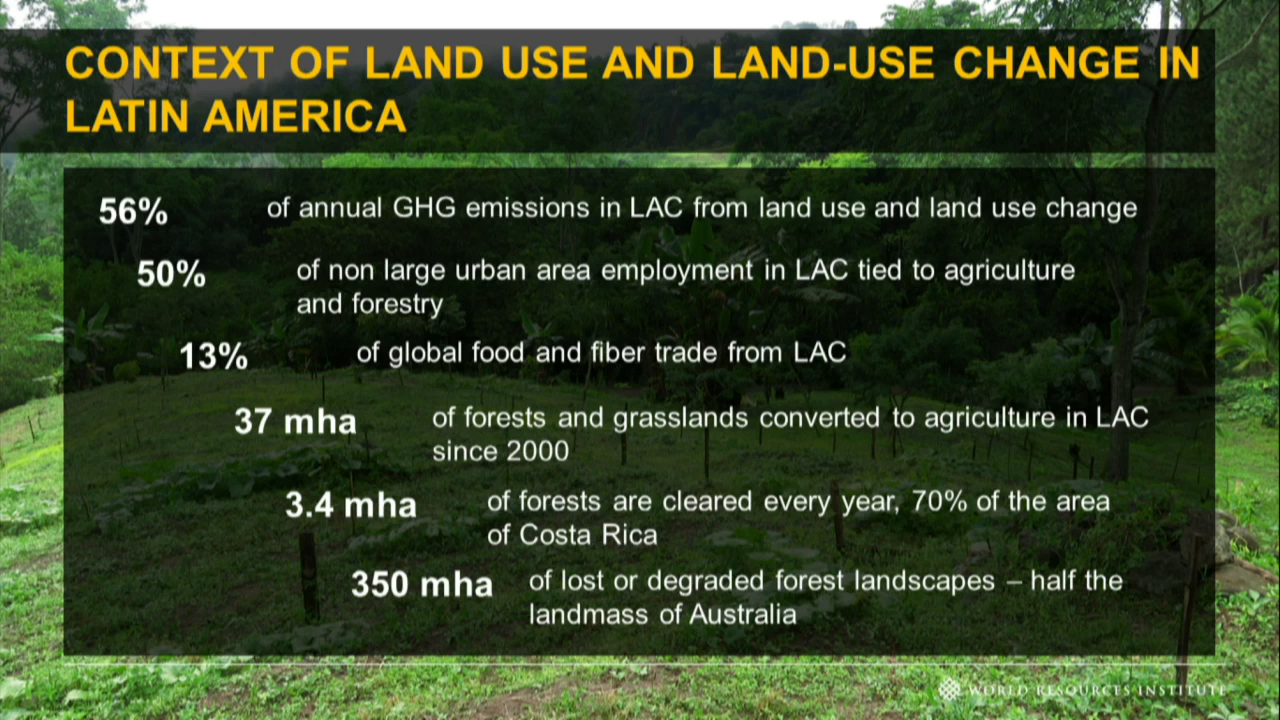 CONTEXT OF LAND USE AND LAND-USE CHANGE IN
LATIN AMERICA
56% of annual GHG emissions in LAC from land use and land use change
50% of non large urban area employment in LAC tied to agriculture
and forestry
13% of global food and fiber trade from LAC
37 mha of forests and grasslands converted to agriculture in LAC
since 2000
3.4 mha of forests are cleared every year, 70% of the area
of Costa Rica
350 mha of lost or degraded forest landscapes – half the
landmass of Australia
WORLD RESOURCES INSTITUTE